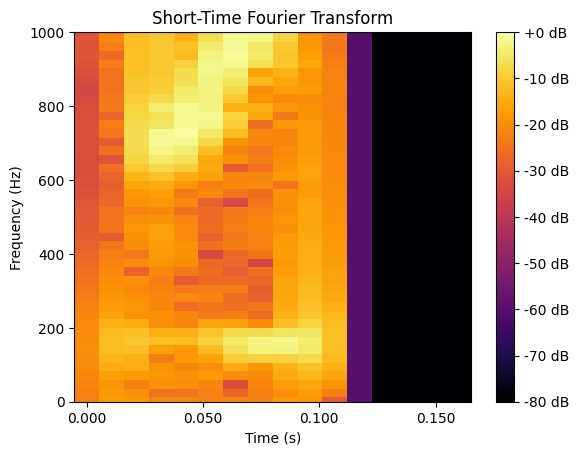 Short-Time Fourier Transform
1000
800
600
400
200
0
Frequency (Hz)
0.000
0.050
0.100
0.150
Time (s)
+0 dB
-10 dB
-20 dB
-30 dB
-40 dB
-50 dB
-60 dB
-70 dB
-80 dB